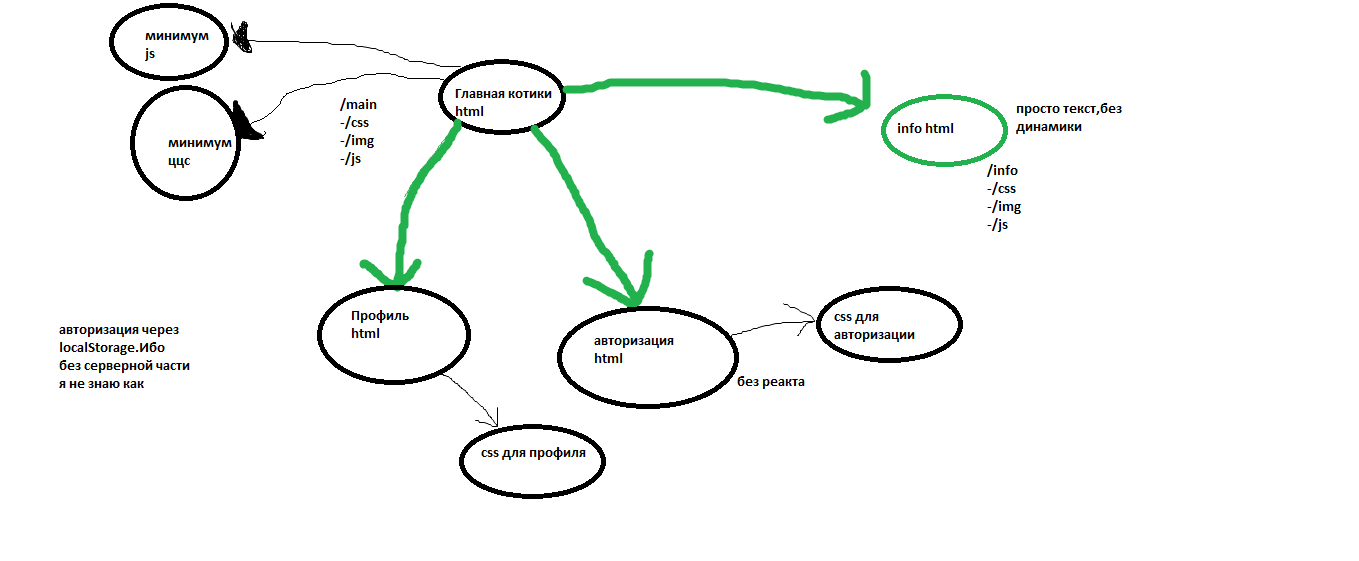 минимум
js
Главная котики
html
/main
-/css
-/img
-/js
минимум
ццс
info html
просто текст,без
динамики
/info
-/css
-/img
-/js
Профиль
html
авторизация
html
css для
авторизации
авторизация через
localStorage.Ибо
без серверной части
я не знаю как
без реакта
css для профиля